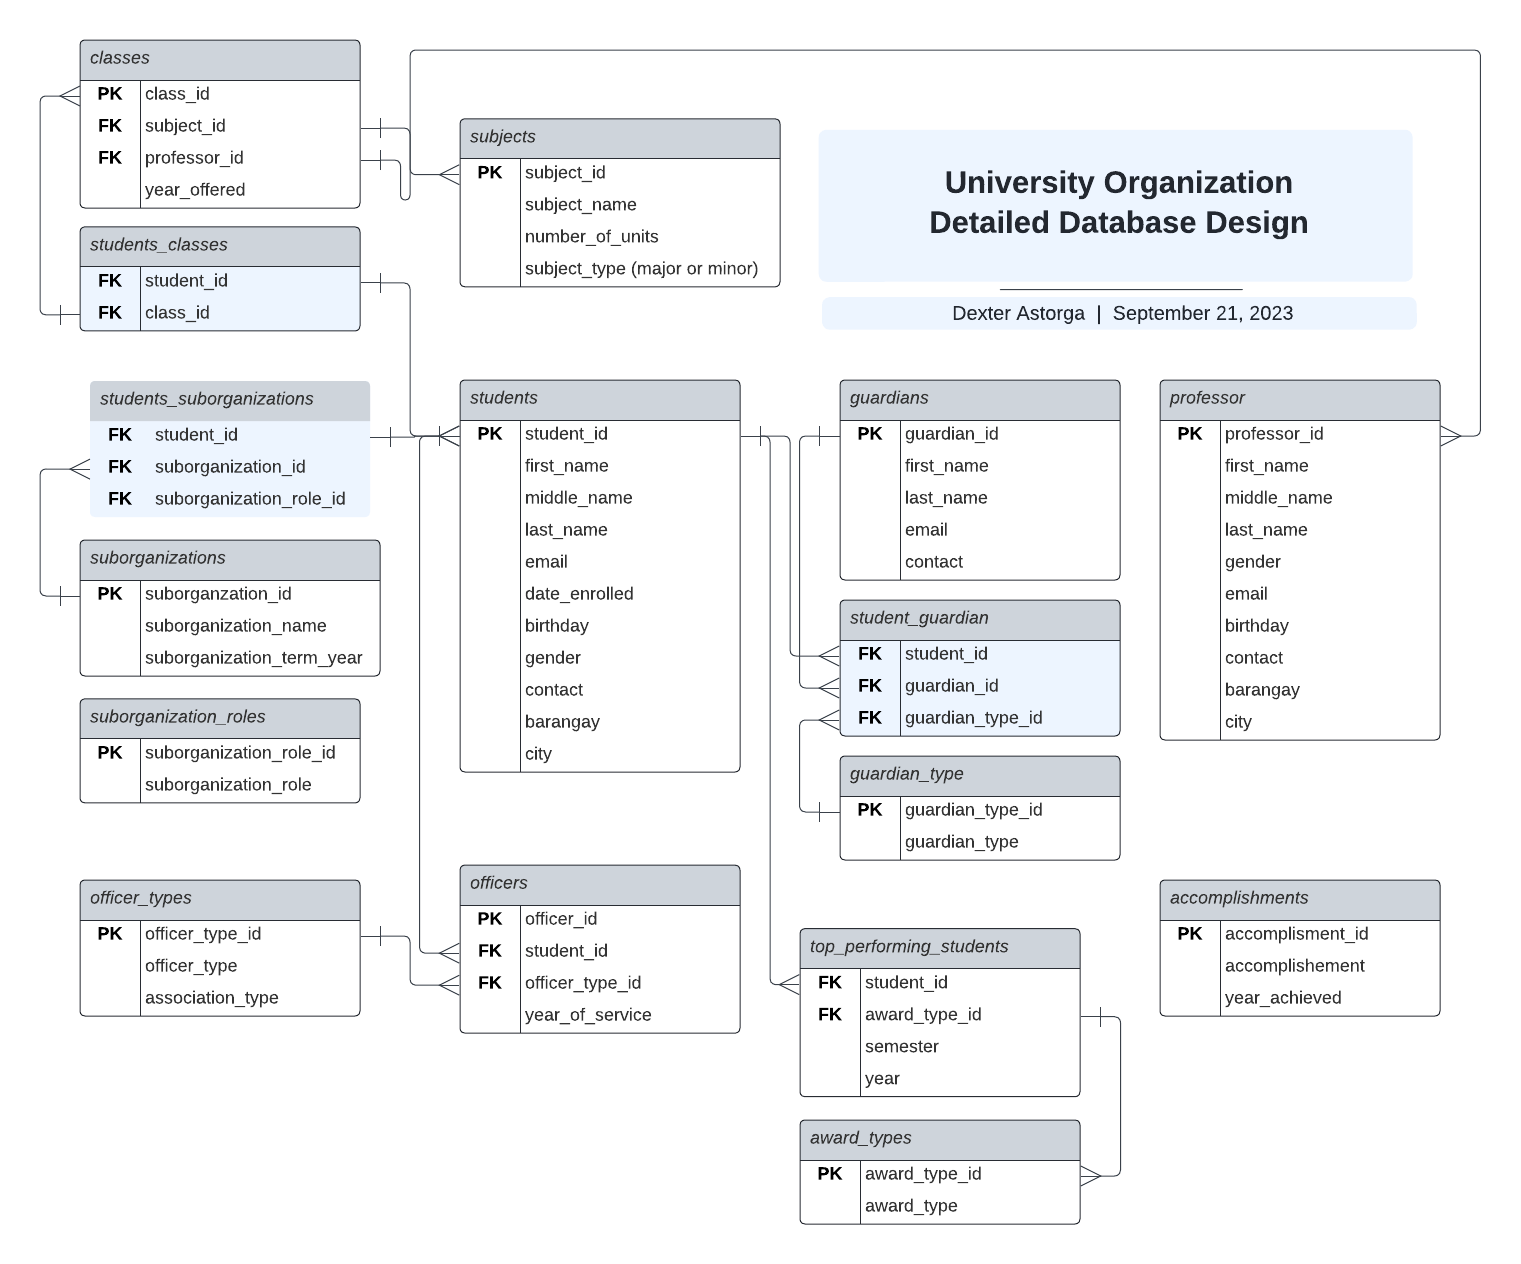 classes
PK class_id
FK subject_id
FK professor_id
year_offered
subjects
PK subject_id
subject_name
number_of_units
subject_type (major or minor)
University Organization
Detailed Database Design
Dexter Astorga | September 21, 2023
students_classes
FK student_id
FK class_id
students_suborganizations
FK student_id
FK suborganization_id
FK suborganization_role_id
suborganizations
PK suborganzation_id
suborganization_name
suborganization_term_year
suborganization_roles
PK suborganization_role_id
suborganization_role
students
PK student_id
first_name
middle_name
last_name
email
date_enrolled
birthday
gender
contact
barangay
city
guardians
PK guardian_id
first_name
last_name
email
contact
student_guardian
FK student_id
FK guardian_id
FK guardian_type_id
guardian_type
PK guardian_type_id
guardian_type
professor
PK professor_id
first_name
middle_name
last_name
gender
email
birthday
contact
barangay
city
officer_types
PK officer_type_id
officer_type
association_type
officers
PK officer_id
FK student_id
FK officer_type_id
year_of_service
top_performing_students
FK student_id
FK award_type_id
semester
year
award_types
PK award_type_id
award_type
accomplishments
PK accomplisment_id
accomplishement
year_achieved